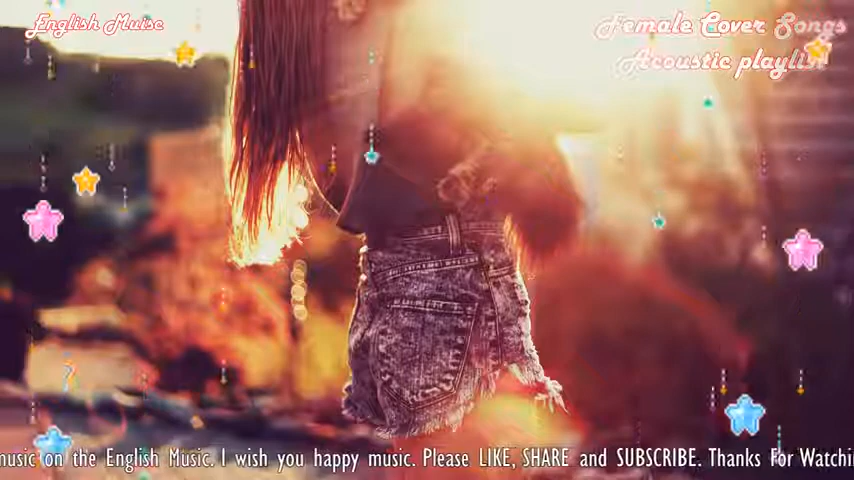 English Muisc
Female Cover Songs
Acoustic playlist
music on the English Music. I wish you happy music. Please LIKE, SHARE and SUBSCRIBE. Thanks For Watchi